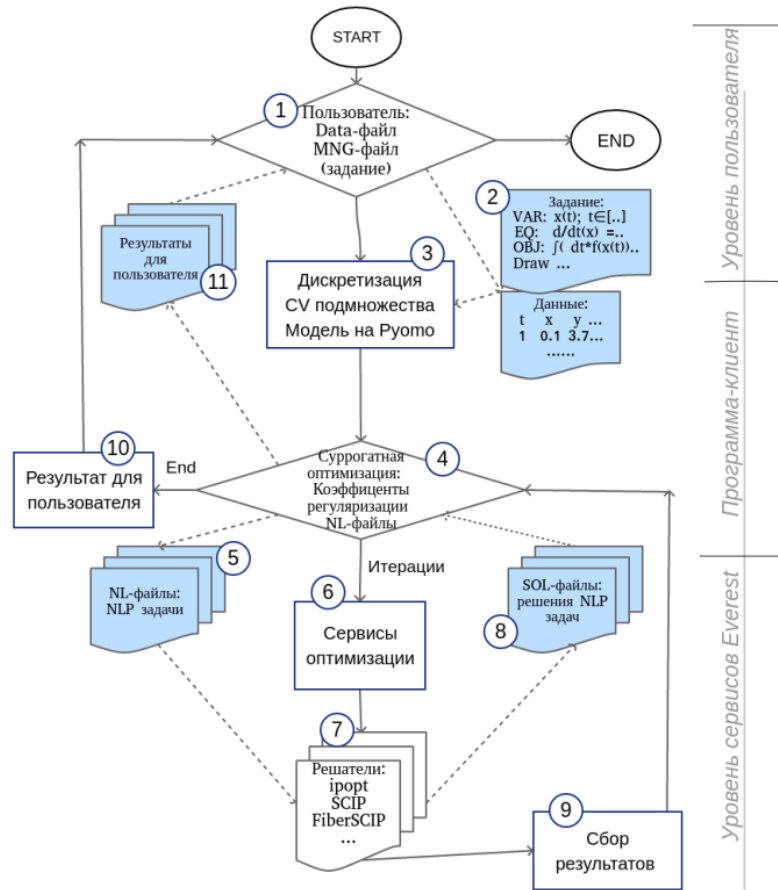 START
1
Пользователь:
Data-файл
MNG-файл
(задание)
END
Уровень пользователя
2
Задание:
VAR: x(t); t∈[..]
EQ: d/dt(x) =..
OBJ: ∫( dt*f(x(t))..
Draw ...
Результаты
для
пользователя
11
3
Дискретизация
CV подмножества
Модель на Pyomo
Данные:
t x y ...
1 0.1 3.7...
......
Программа-клиент
10
Результат для
пользователя
End
4
Суррогатная
оптимизация:
Коэффиценты
регуляризации
NL-файлы
5
NL-файлы:
NLP задачи
Итерации
6
Сервисы
оптимизации
SOL-файлы:
решения NLP
задач
8
Уровень сервисов Everest
7
Решатели:
ipopt
SCIP
FiberSCIP
...
9
Сбор
результатов